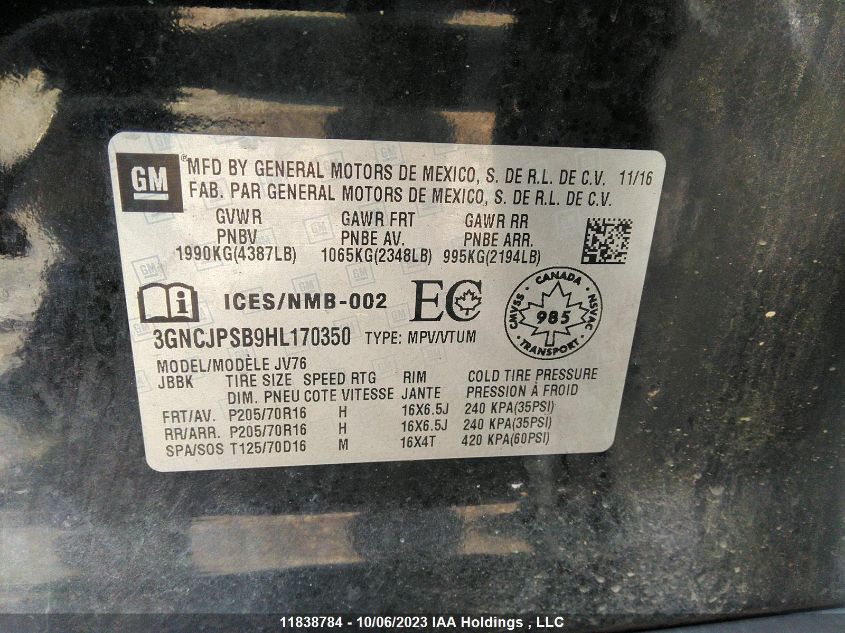 GM
MFD BY GENERAL MOTORS DE MEXICO, S. DE R.L. DE C.V. 11/16
FAB. PAR GENERAL MOTORS DE MEXICO, S. DE R.L. DE C.V.
GVWR GAWR FRT GAWR RR
PNBV PNBE AV. PNBE ARR.
1990KG(4387LB) 1065KG(2348LB) 995KG(2194LB)
ICES/NMB-002 EC
CANADA
CMVSS 985 NSVAC
TRANSPORT
3GNCJPSB9HL170350 TYPE: MPV/VTUM
MODEL/MODÈLE JV76
JBBK TIRE SIZE SPEED RTG RIM COLD TIRE PRESSURE
DIM. PNEU COTE VITESSE JANTE PRESSION À FROID
FRT/AV. P205/70R16 H 16X6.5J 240 KPA(35PSI)
RR/ARR. P205/70R16 H 16X6.5J 240 KPA(35PSI)
SPA/SOS T125/70D16 M 16X4T 420 KPA(60PSI)
11838784 - 10/06/2023 IAA Holdings , LLC